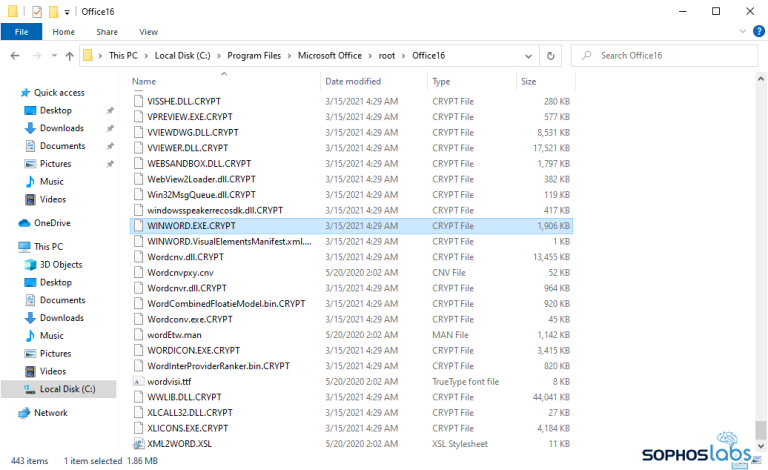 Office16
File Home Share View
This PC Local Disk (C:) Program Files Microsoft Office root Office16 Search Office16
Name Date modified Type Size
Quick access
Desktop
Downloads
Documents
Pictures
Music
Videos
OneDrive
This PC
3D Objects
Desktop
Documents
Downloads
Music
Pictures
Videos
Local Disk (C:)
Network
VISSHE.DLL.CRYPT 3/15/2021 4:29 AM CRYPT File 280 KB
VPREVIEW.EXE.CRYPT 3/15/2021 4:29 AM CRYPT File 577 KB
VVIEWDWG.DLL.CRYPT 3/15/2021 4:29 AM CRYPT File 8,531 KB
VVIEWER.DLL.CRYPT 3/15/2021 4:29 AM CRYPT File 17,521 KB
WEBSANDBOX.DLL.CRYPT 3/15/2021 4:29 AM CRYPT File 1,797 KB
WebView2Loader.dll.CRYPT 3/15/2021 4:29 AM CRYPT File 382 KB
Win32MsgQueue.dll.CRYPT 3/15/2021 4:29 AM CRYPT File 119 KB
windowsspeakerrecosdk.dll.CRYPT 3/15/2021 4:29 AM CRYPT File 417 KB
WINWORD.EXE.CRYPT 3/15/2021 4:29 AM CRYPT File 1,906 KB
WINWORD.VisualElementsManifest.xml.... 3/15/2021 4:29 AM CRYPT File 1 KB
Wordcnv.dll.CRYPT 3/15/2021 4:29 AM CRYPT File 13,455 KB
Wordcnvpxy.cnv 5/20/2020 2:02 AM CNV File 52 KB
Wordcnvr.dll.CRYPT 3/15/2021 4:29 AM CRYPT File 964 KB
WordCombinedFloatieModel.bin.CRYPT 3/15/2021 4:29 AM CRYPT File 920 KB
Wordconv.exe.CRYPT 3/15/2021 4:29 AM CRYPT File 45 KB
wordEtw.man 5/20/2020 2:02 AM MAN File 1,142 KB
WORDICON.EXE.CRYPT 3/15/2021 4:29 AM CRYPT File 3,415 KB
WordInterProviderRanker.bin.CRYPT 3/15/2021 4:29 AM CRYPT File 820 KB
wordvisi.ttf 5/20/2020 2:02 AM TrueType font file 8 KB
WWLIB.DLL.CRYPT 3/15/2021 4:29 AM CRYPT File 44,041 KB
XLCALL32.DLL.CRYPT 3/15/2021 4:29 AM CRYPT File 27 KB
XLICONS.EXE.CRYPT 3/15/2021 4:29 AM CRYPT File 4,184 KB
XML2WORD.XSL 5/20/2020 2:02 AM XSL Stylesheet 11 KB
443 items 1 item selected 1.86 MB
SOPHOSlabs